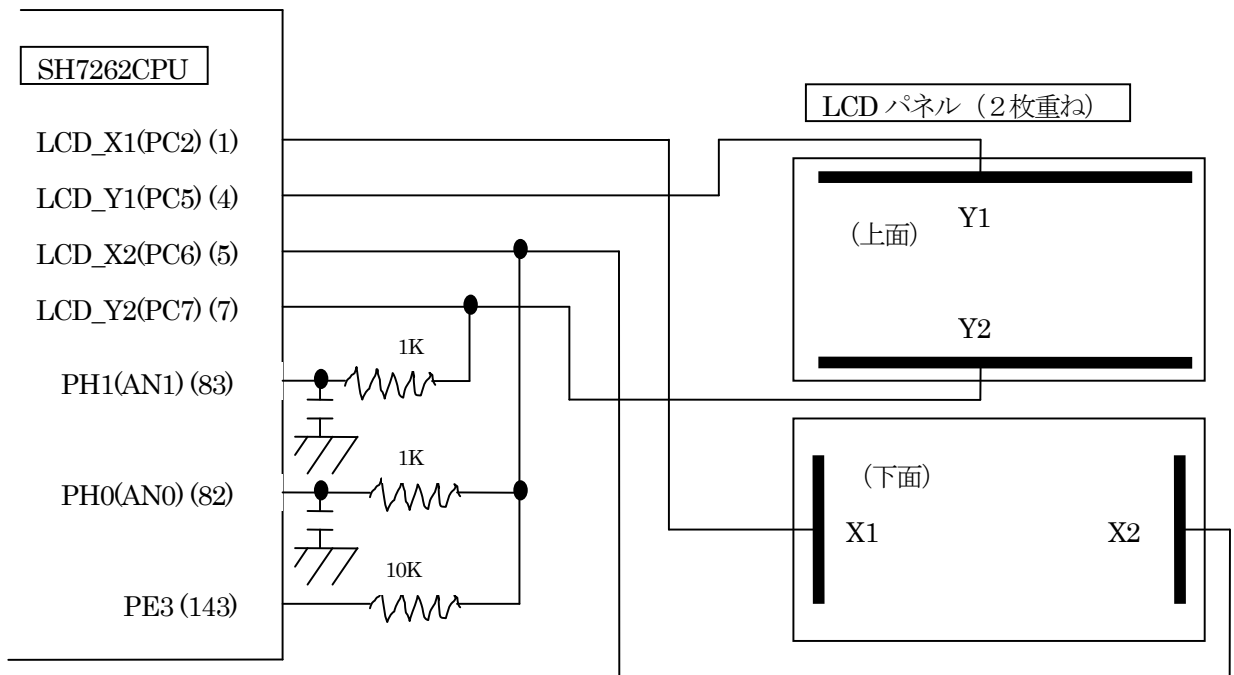 SH7262CPU
LCD_X1(PC2) (1)
LCD_Y1(PC5) (4)
LCD_X2(PC6) (5)
LCD_Y2(PC7) (7)
PH1(AN1) (83)
PH0(AN0) (82)
PE3 (143)
1K
1K
10K
LCD パネル（２枚重ね）
Y1
（上面）
Y2
（下面）
X1
X2